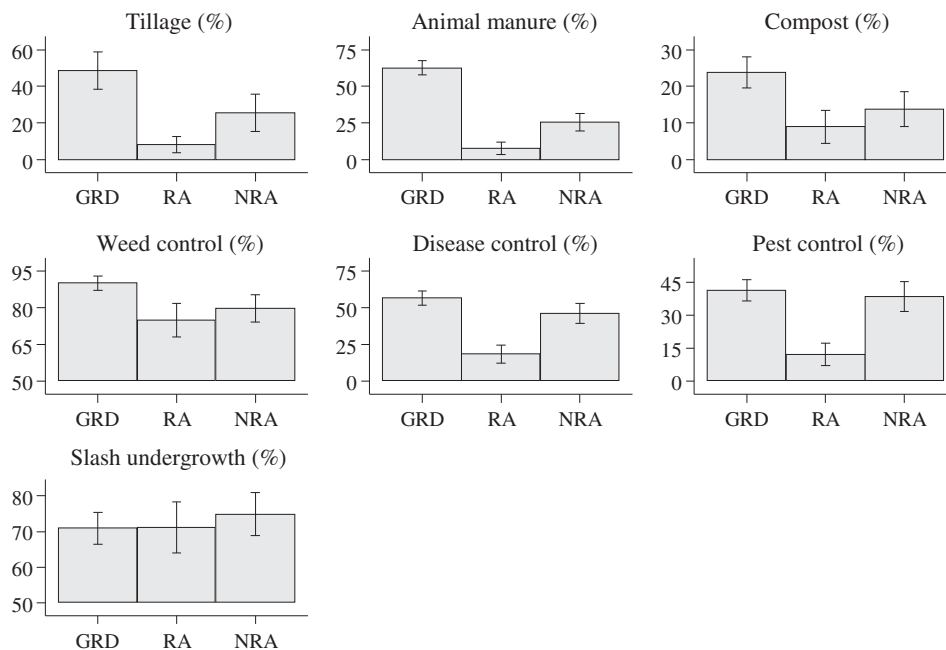 Tillage (%)
60
40
20
0
GRD RA NRA
Animal manure (%)
75
50
25
0
GRD RA NRA
Compost (%)
30
20
10
0
GRD RA NRA
Weed control (%)
95
80
65
50
GRD RA NRA
Disease control (%)
75
50
25
0
GRD RA NRA
Pest control (%)
45
30
15
0
GRD RA NRA
Slash undergrowth (%)
80
70
60
50
GRD RA NRA